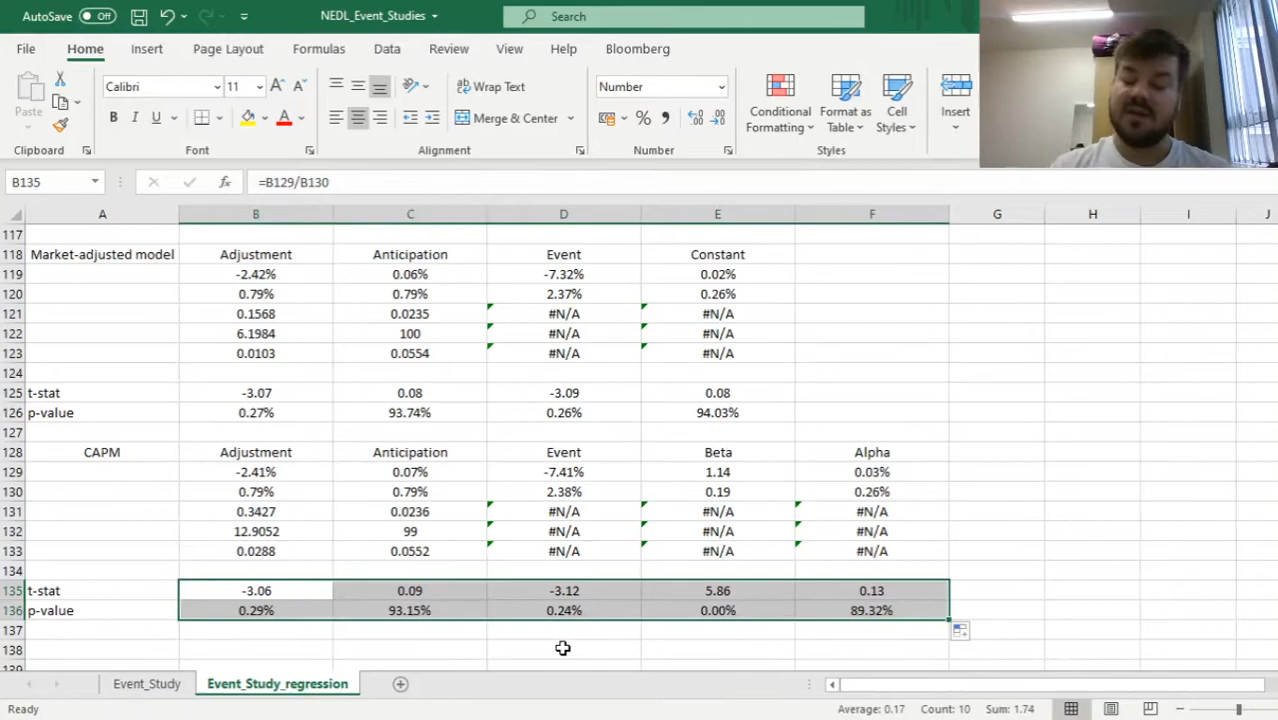 AutoSave Off NEDL_Event_Studies Search
File Home Insert Page Layout Formulas Data Review View Help Bloomberg
Calibri 11 Wrap Text Number
Paste B I U A Merge & Center % Conditional Formatting Format as Table Cell Styles Insert
Clipboard Font Alignment Number Styles
B135 fx =B129/B130
A B C D E F G H I J
117
118 Market-adjusted model Adjustment Anticipation Event Constant
119 -2.42% 0.06% -7.32% 0.02%
120 0.79% 0.79% 2.37% 0.26%
121 0.1568 0.0235 #N/A #N/A
122 6.1984 100 #N/A #N/A
123 0.0103 0.0554 #N/A #N/A
124
125 t-stat -3.07 0.08 -3.09 0.08
126 p-value 0.27% 93.74% 0.26% 94.03%
127
128 CAPM Adjustment Anticipation Event Beta Alpha
129 -2.41% 0.07% -7.41% 1.14 0.03%
130 0.79% 0.79% 2.38% 0.19 0.26%
131 0.3427 0.0236 #N/A #N/A #N/A
132 12.9052 99 #N/A #N/A #N/A
133 0.0288 0.0552 #N/A #N/A #N/A
134
135 t-stat -3.06 0.09 -3.12 5.86 0.13
136 p-value 0.29% 93.15% 0.24% 0.00% 89.32%
137
138
139
Event_Study Event_Study_regression
Ready Average: 0.17 Count: 10 Sum: 1.74